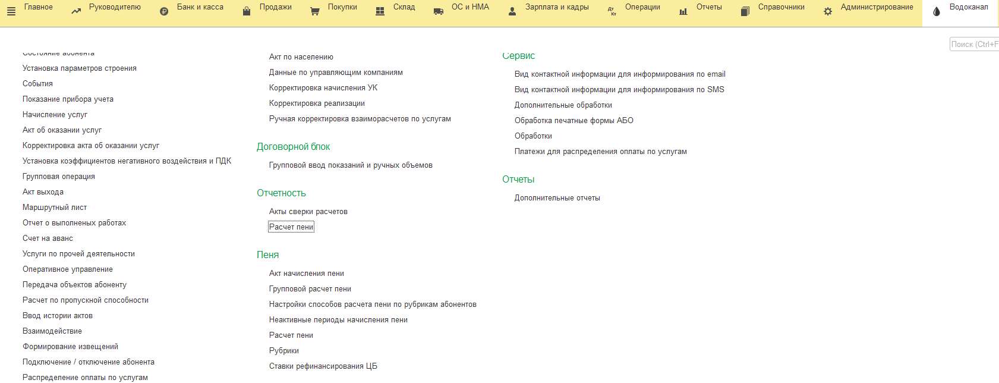 Главное
Руководителю
Банк и касса
Продажи
Покупки
Склад
ОС и НМА
Зарплата и кадры
Дт Кт
Операции
Отчеты
Справочники
Администрирование
Водоканал
Поиск (Ctrl+F
Состояние абонента
Установка параметров строения
События
Показание прибора учета
Начисление услуг
Акт об оказании услуг
Корректировка акта об оказании услуг
Установка коэффициентов негативного воздействия и ПДК
Групповая операция
Акт выхода
Маршрутный лист
Отчет о выполненых работах
Счет на аванс
Услуги по прочей деятельности
Оперативное управление
Передача объектов абоненту
Расчет по пропускной способности
Ввод истории актов
Взаимодействие
Формирование извещений
Подключение / отключение абонента
Распределение оплаты по услугам
Акт по населению
Данные по управляющим компаниям
Корректировка начисления УК
Корректировка реализации
Ручная корректировка взаиморасчетов по услугам
Договорной блок
Групповой ввод показаний и ручных объемов
Отчетность
Акты сверки расчетов
Расчет пени
Пеня
Акт начисления пени
Групповой расчет пени
Настройки способов расчета пени по рубрикам абонентов
Неактивные периоды начисления пени
Расчет пени
Рубрики
Ставки рефинансирования ЦБ
Сервис
Вид контактной информации для информирования по email
Вид контактной информации для информирования по SMS
Дополнительные обработки
Обработка печатные формы АБО
Обработки
Платежи для распределения оплаты по услугам
Отчеты
Дополнительные отчеты